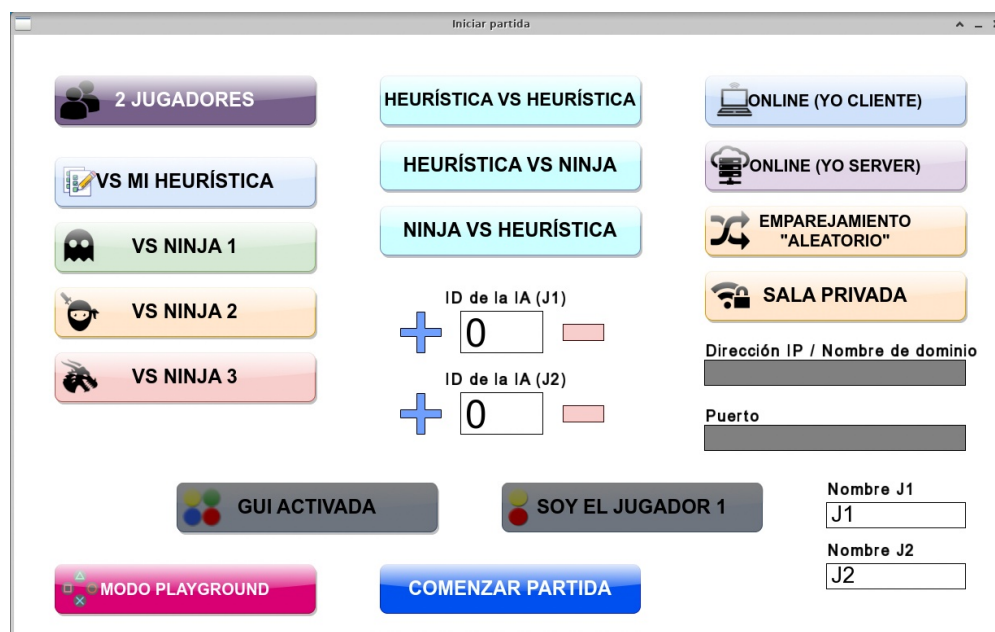 Iniciar partida
2 JUGADORES
VS MI HEURÍSTICA
VS NINJA 1
VS NINJA 2
VS NINJA 3
HEURÍSTICA VS HEURÍSTICA
HEURÍSTICA VS NINJA
NINJA VS HEURÍSTICA
ID de la IA (J1)
0
ID de la IA (J2)
0
ONLINE (YO CLIENTE)
ONLINE (YO SERVER)
EMPAREJAMIENTO
"ALEATORIO"
SALA PRIVADA
Dirección IP / Nombre de dominio
Puerto
GUI ACTIVADA
SOY EL JUGADOR 1
Nombre J1
J1
Nombre J2
J2
MODO PLAYGROUND
COMENZAR PARTIDA